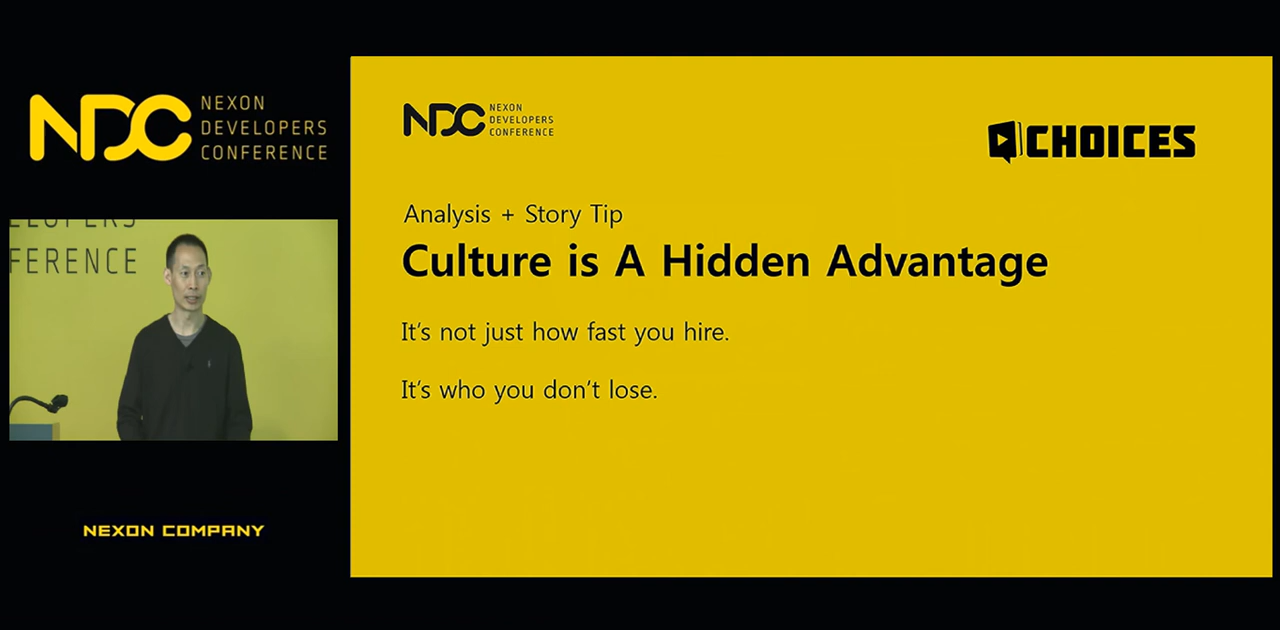 NDC NEXON
DEVELOPERS
CONFERENCE
FERENCE
NEXON COMPANY
NDC NEXON
DEVELOPERS
CONFERENCE
CHOICES
Analysis + Story Tip
Culture is A Hidden Advantage
It's not just how fast you hire.
It's who you don't lose.